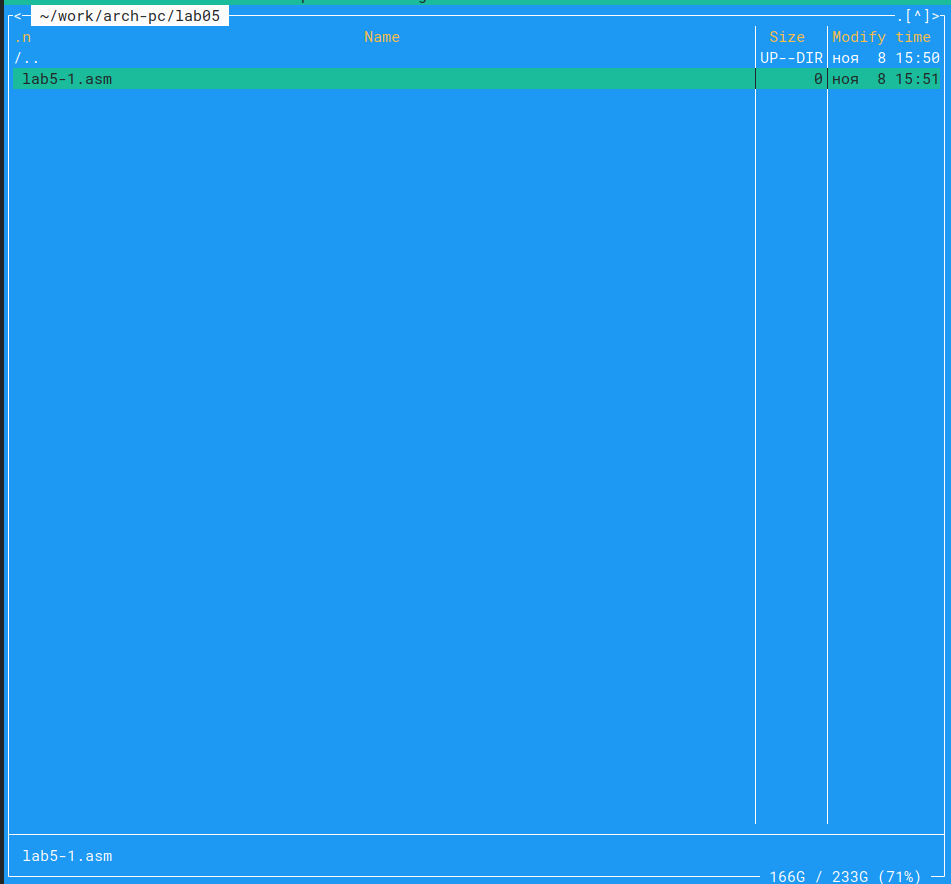 <- ~/work/arch-pc/lab05 .[^]>
.n Name Size Modify time
/.. UP--DIR ноя 8 15:50
lab5-1.asm 0 ноя 8 15:51
lab5-1.asm
166G / 233G (71%)